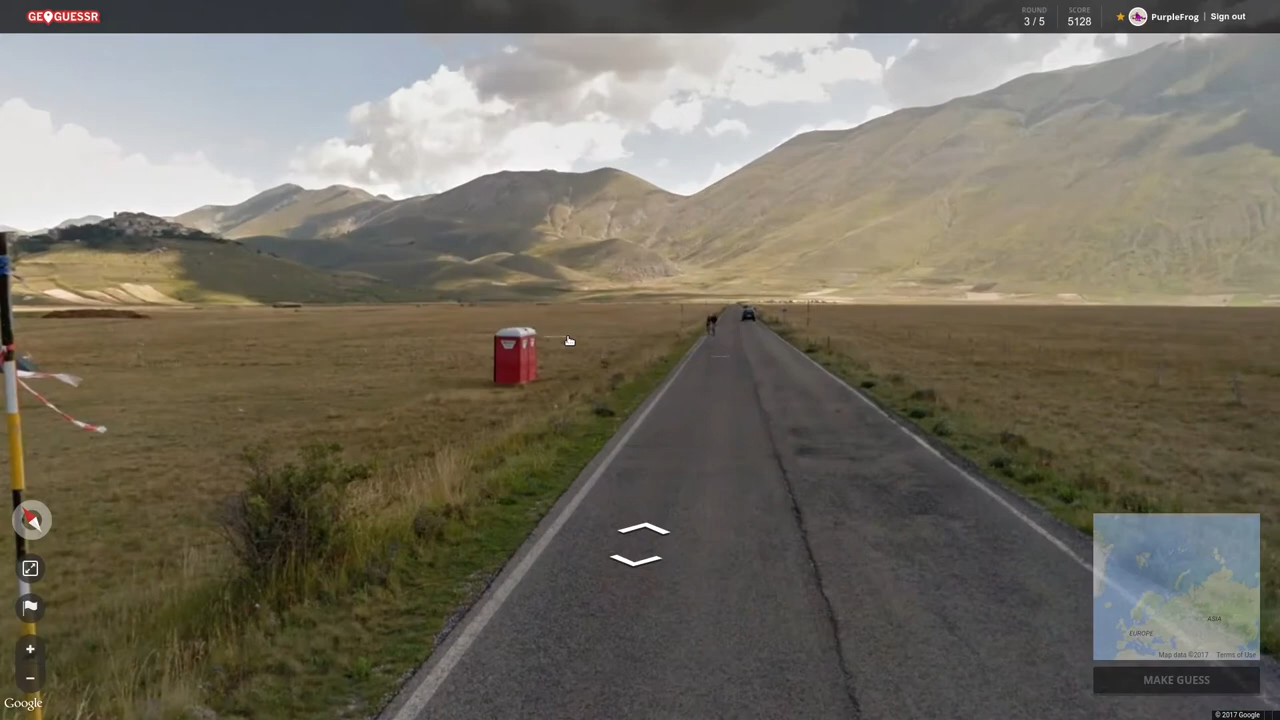 GEOGUESSR
ROUND
3 / 5
SCORE
5128
PurpleFrog | Sign out
ASIA
EUROPE
Map data ©2017 Terms of Use
MAKE GUESS
Google
© 2017 Google